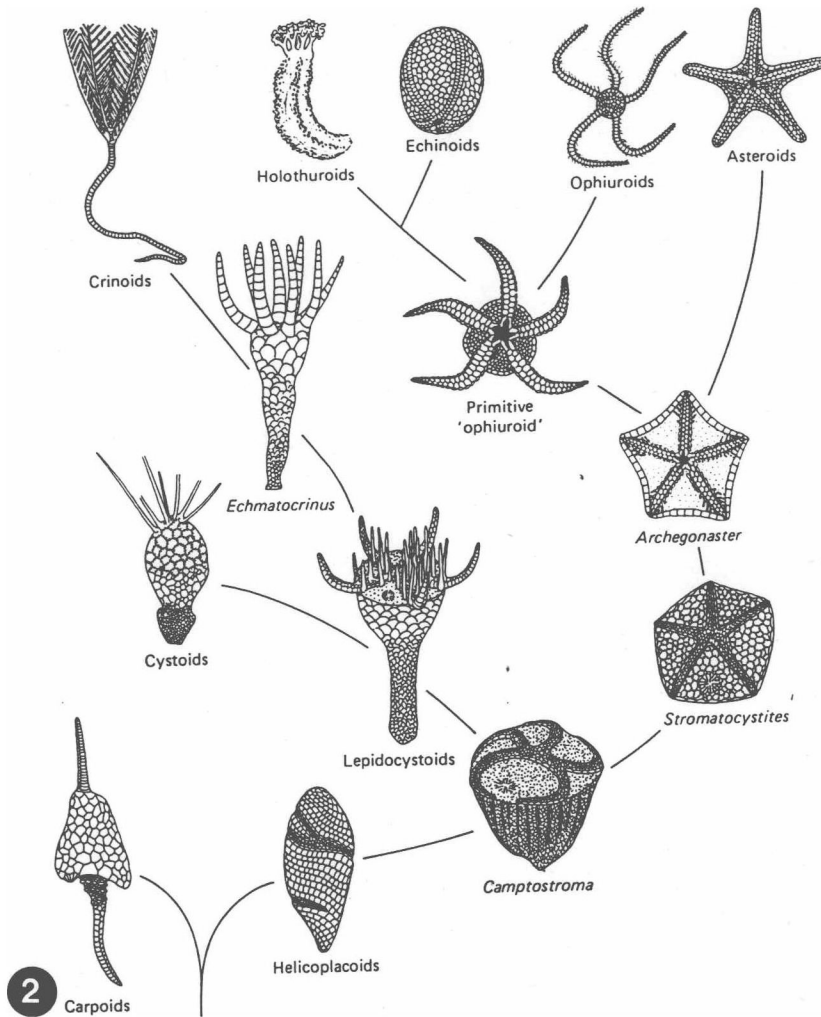 Holothuroids
Echinoids
Ophiuroids
Asteroids
Crinoids
Primitive
'ophiuroid'
Echmatocrinus
Archegonaster
Cystoids
Stromatocystites
Lepidocystoids
Camptostroma
Helicoplacoids
2
Carpoids